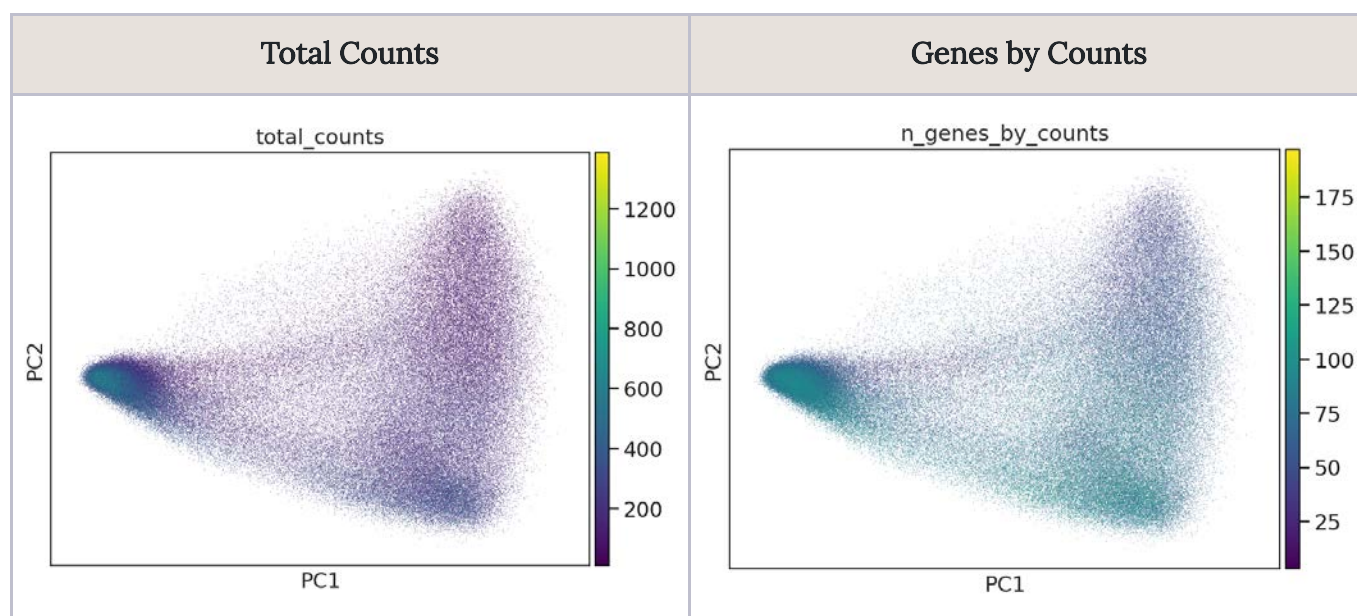 Total Counts
Genes by Counts
total_counts
1200
1000
800
600
400
200
PC2
PC1
n_genes_by_counts
175
150
125
100
75
50
25
PC2
PC1